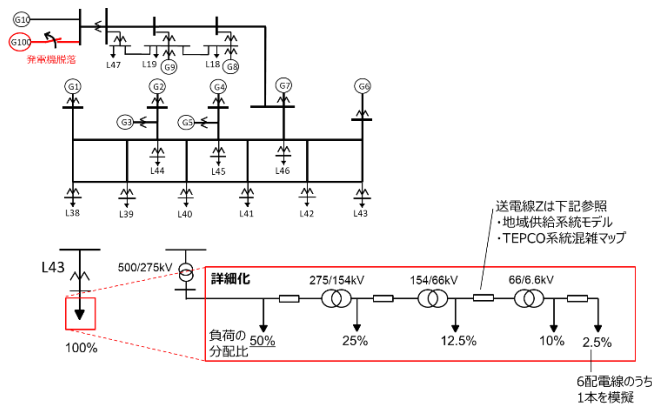 G10
G100
発電機脱落
L47
L19
L18
G9
G8
G1
G2
G4
G7
G6
G3
G5
L44
L45
L46
L38
L39
L40
L41
L42
L43
送電線Zは下記参照
・地域供給系統モデル
・TEPCO系統混雑マップ
L43
500/275kV
詳細化
275/154kV
154/66kV
66/6.6kV
負荷の
分配比
50%
25%
12.5%
10%
2.5%
100%
6配電線のうち
1本を模擬